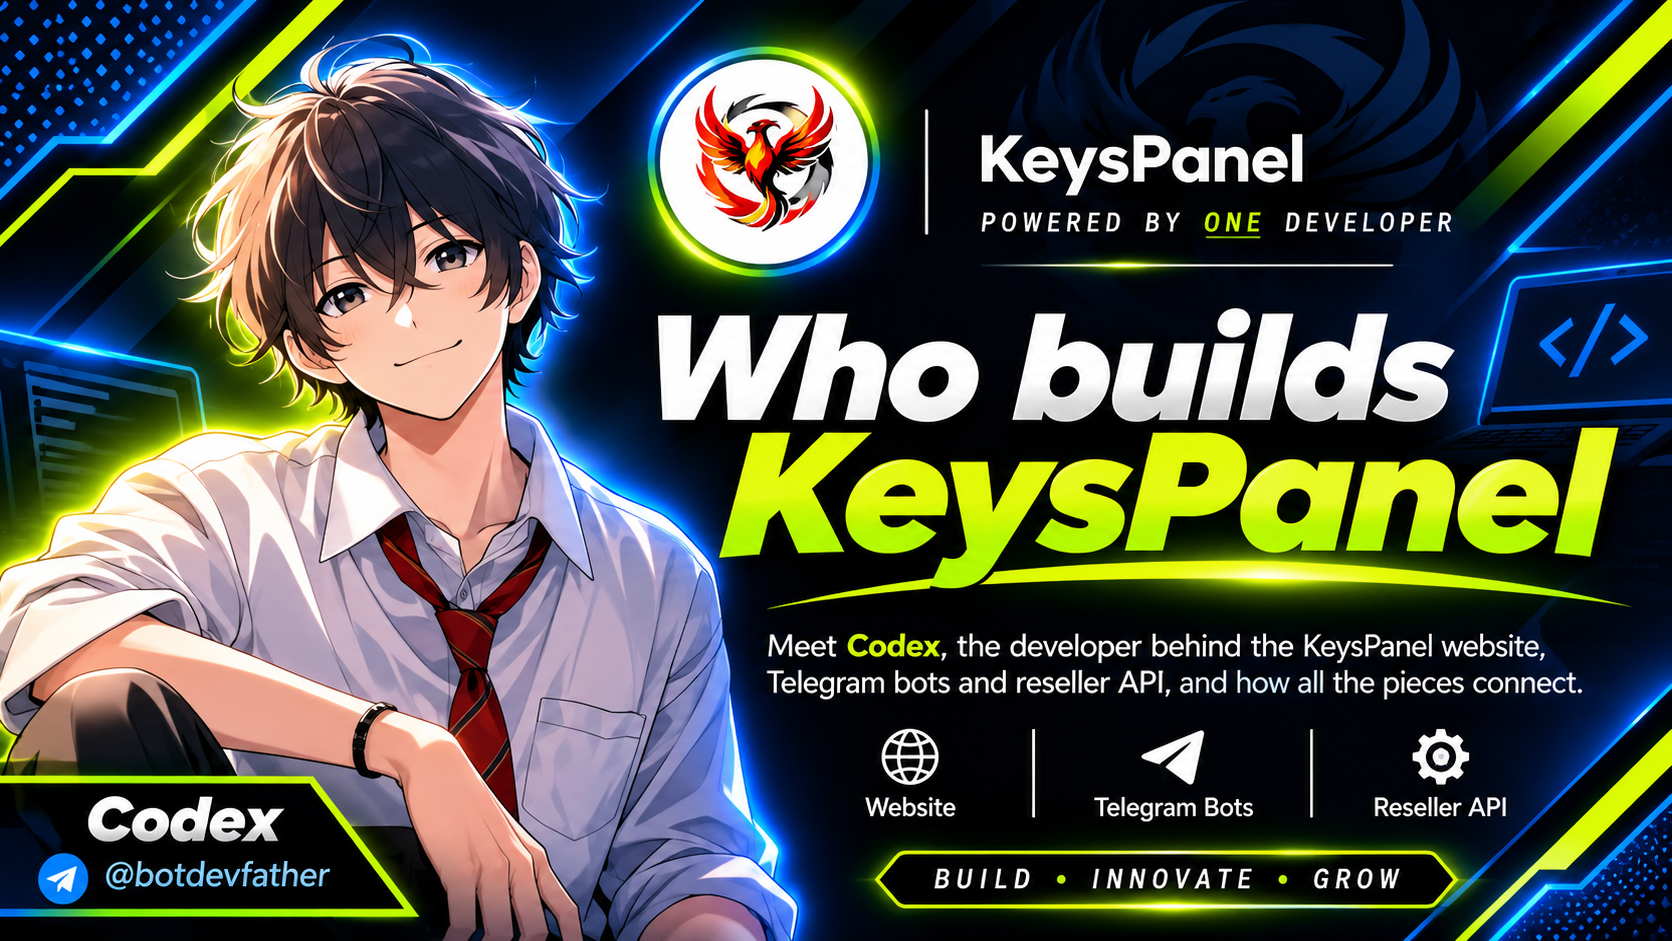 KeysPanel
POWERED BY ONE DEVELOPER
Who builds
KeysPanel
Meet Codex, the developer behind the KeysPanel website,
Telegram bots and reseller API, and how all the pieces connect.
Website
Telegram Bots
Reseller API
BUILD • INNOVATE • GROW
Codex
@botdevfather
</>